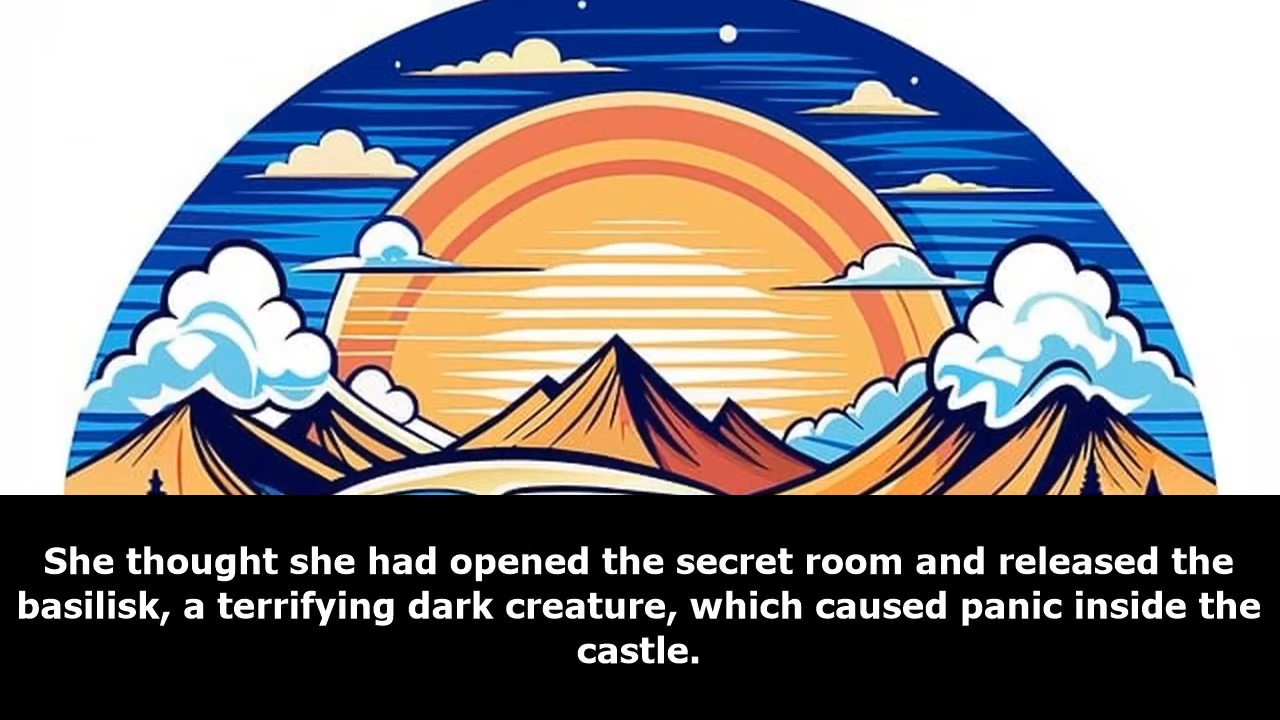 She thought she had opened the secret room and released the
basilisk, a terrifying dark creature, which caused panic inside the
castle.